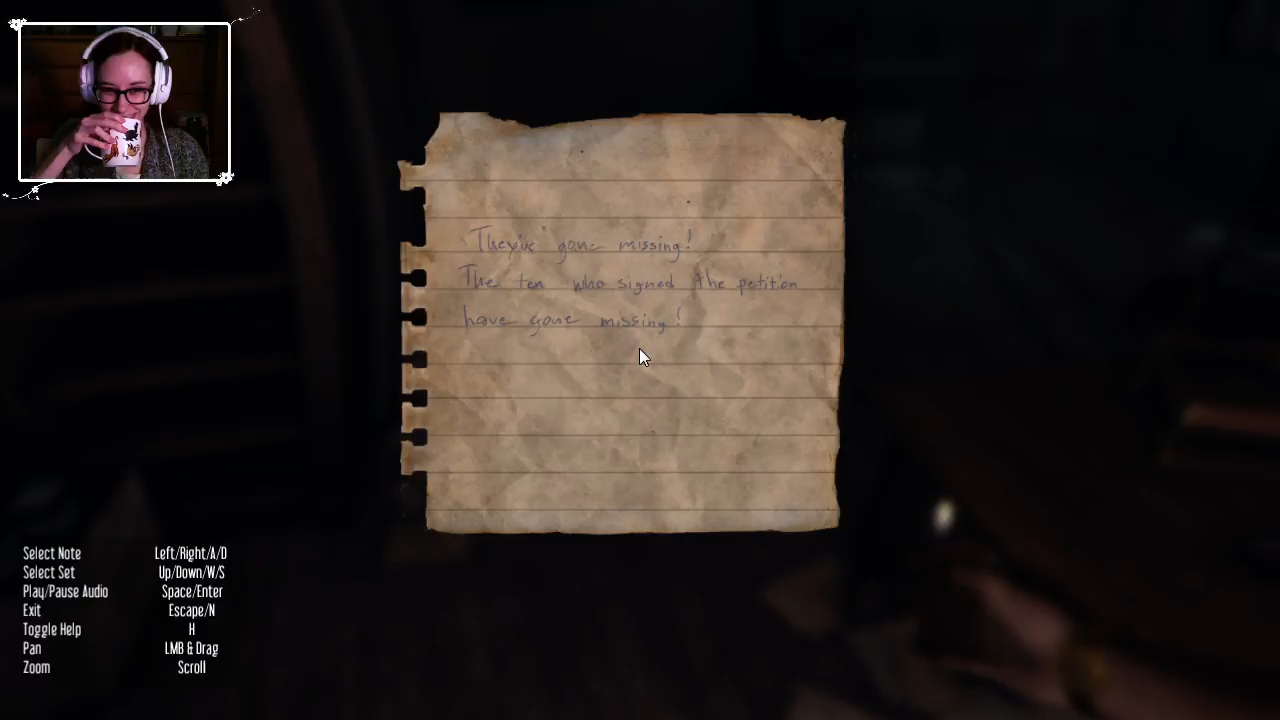 They've gone missing!
The ten who signed the petition
have gone missing!
Select Note Left/Right/A/D
Select Set Up/Down/W/S
Play/Pause Audio Space/Enter
Exit Escape/N
Toggle Help H
Pan LMB & Drag
Zoom Scroll